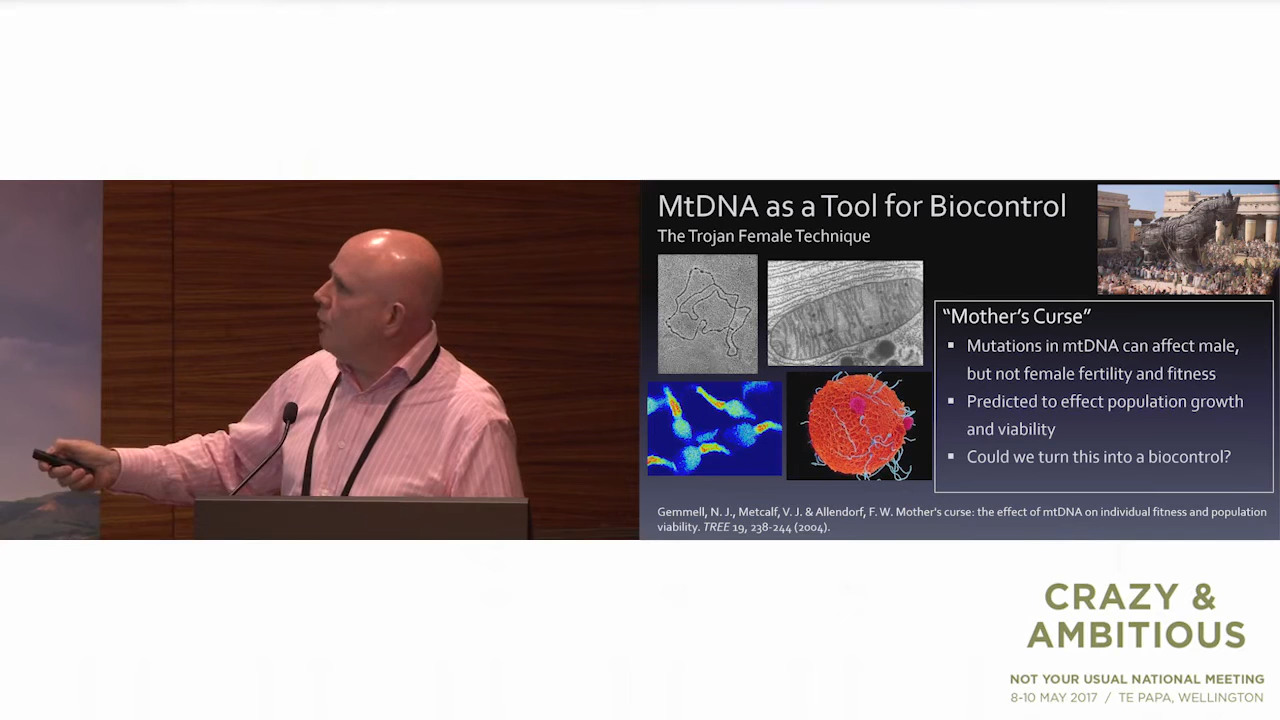 MtDNA as a Tool for Biocontrol
The Trojan Female Technique
“Mother’s Curse”
▪ Mutations in mtDNA can affect male,
but not female fertility and fitness
▪ Predicted to effect population growth
and viability
▪ Could we turn this into a biocontrol?
Gemmell, N. J., Metcalf, V. J. & Allendorf, F. W. Mother's curse: the effect of mtDNA on individual fitness and population
viability. TREE 19, 238-244 (2004).
CRAZY &
AMBITIOUS
NOT YOUR USUAL NATIONAL MEETING
8-10 MAY 2017 / TE PAPA, WELLINGTON